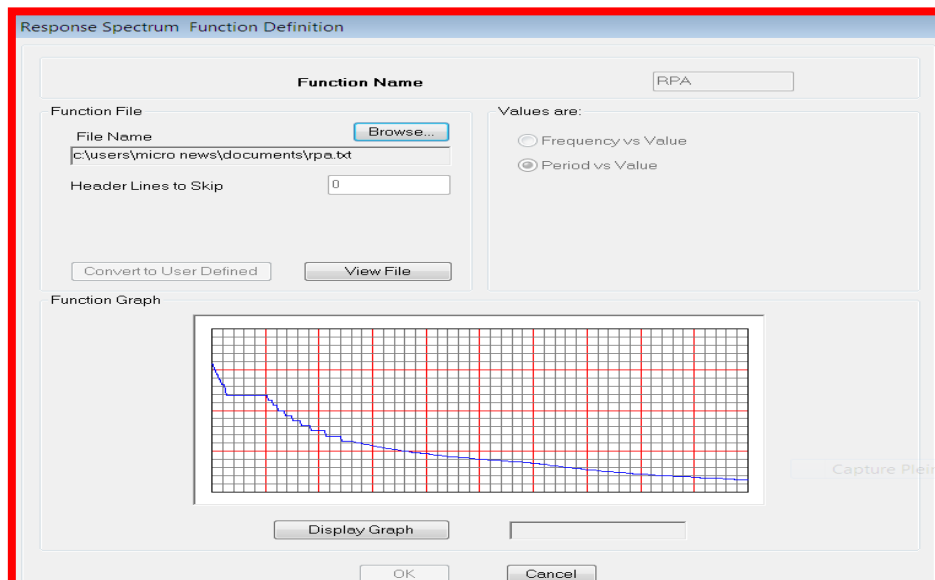 Response Spectrum Function Definition
Function Name
RPA
Function File
Values are:
File Name
Browse...
c:\users\micro news\documents\rpa.txt
Header Lines to Skip
0
Frequency vs Value
Period vs Value
Convert to User Defined
View File
Function Graph
Capture Plein
Display Graph
OK
Cancel